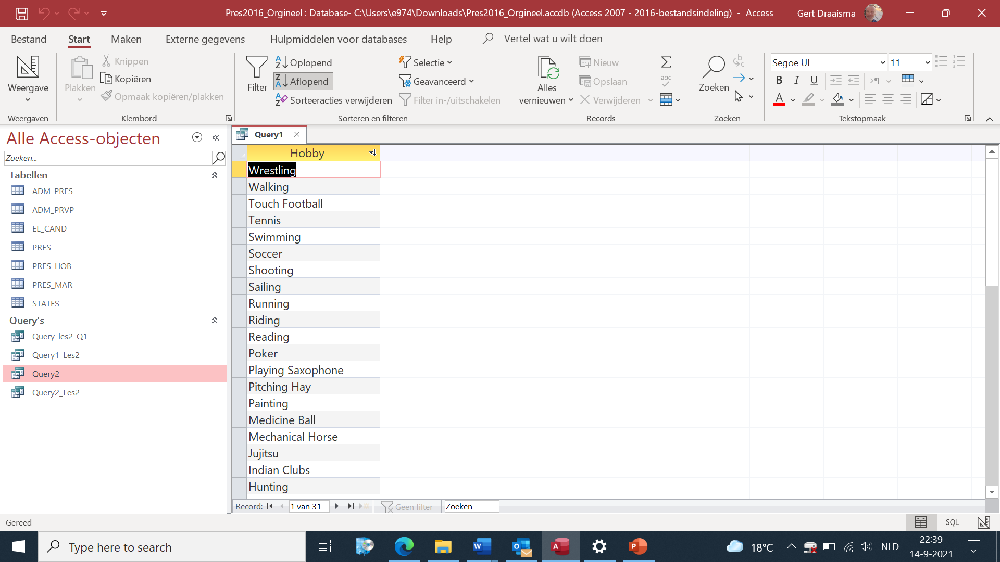 Pres2016_Orgineel : Database- C:\Users\e974\Downloads\Pres2016_Orgineel.accdb (Access 2007 - 2016-bestandsindeling) - Access
Gert Draaisma
Bestand Start Maken Externe gegevens Hulpmiddelen voor databases Help Vertel wat u wilt doen
Weergave
Weergaven
Plakken
Knippen
Kopiëren
Opmaak kopiëren/plakken
Klembord
Filter
Oplopend
Aflopend
Sorteeracties verwijderen
Selectie
Geavanceerd
Filter in-/uitschakelen
Sorteren en filteren
Alles
vernieuwen
Nieuw
Opslaan
Verwijderen
Records
Zoeken
Zoeken
Segoe UI 11
B I U
Tekstopmaak
Alle Access-objecten
Zoeken...
Tabellen
ADM_PRES
ADM_PRVP
EL_CAND
PRES
PRES_HOB
PRES_MAR
STATES
Query's
Query_les2_Q1
Query1_Les2
Query2
Query2_Les2
Query1
Hobby
Wrestling
Walking
Touch Football
Tennis
Swimming
Soccer
Shooting
Sailing
Running
Riding
Reading
Poker
Playing Saxophone
Pitching Hay
Painting
Medicine Ball
Mechanical Horse
Jujitsu
Indian Clubs
Hunting
Record: 1 van 31 Geen filter Zoeken
Gereed
SQL
Type here to search
18°C
NLD
22:39
14-9-2021